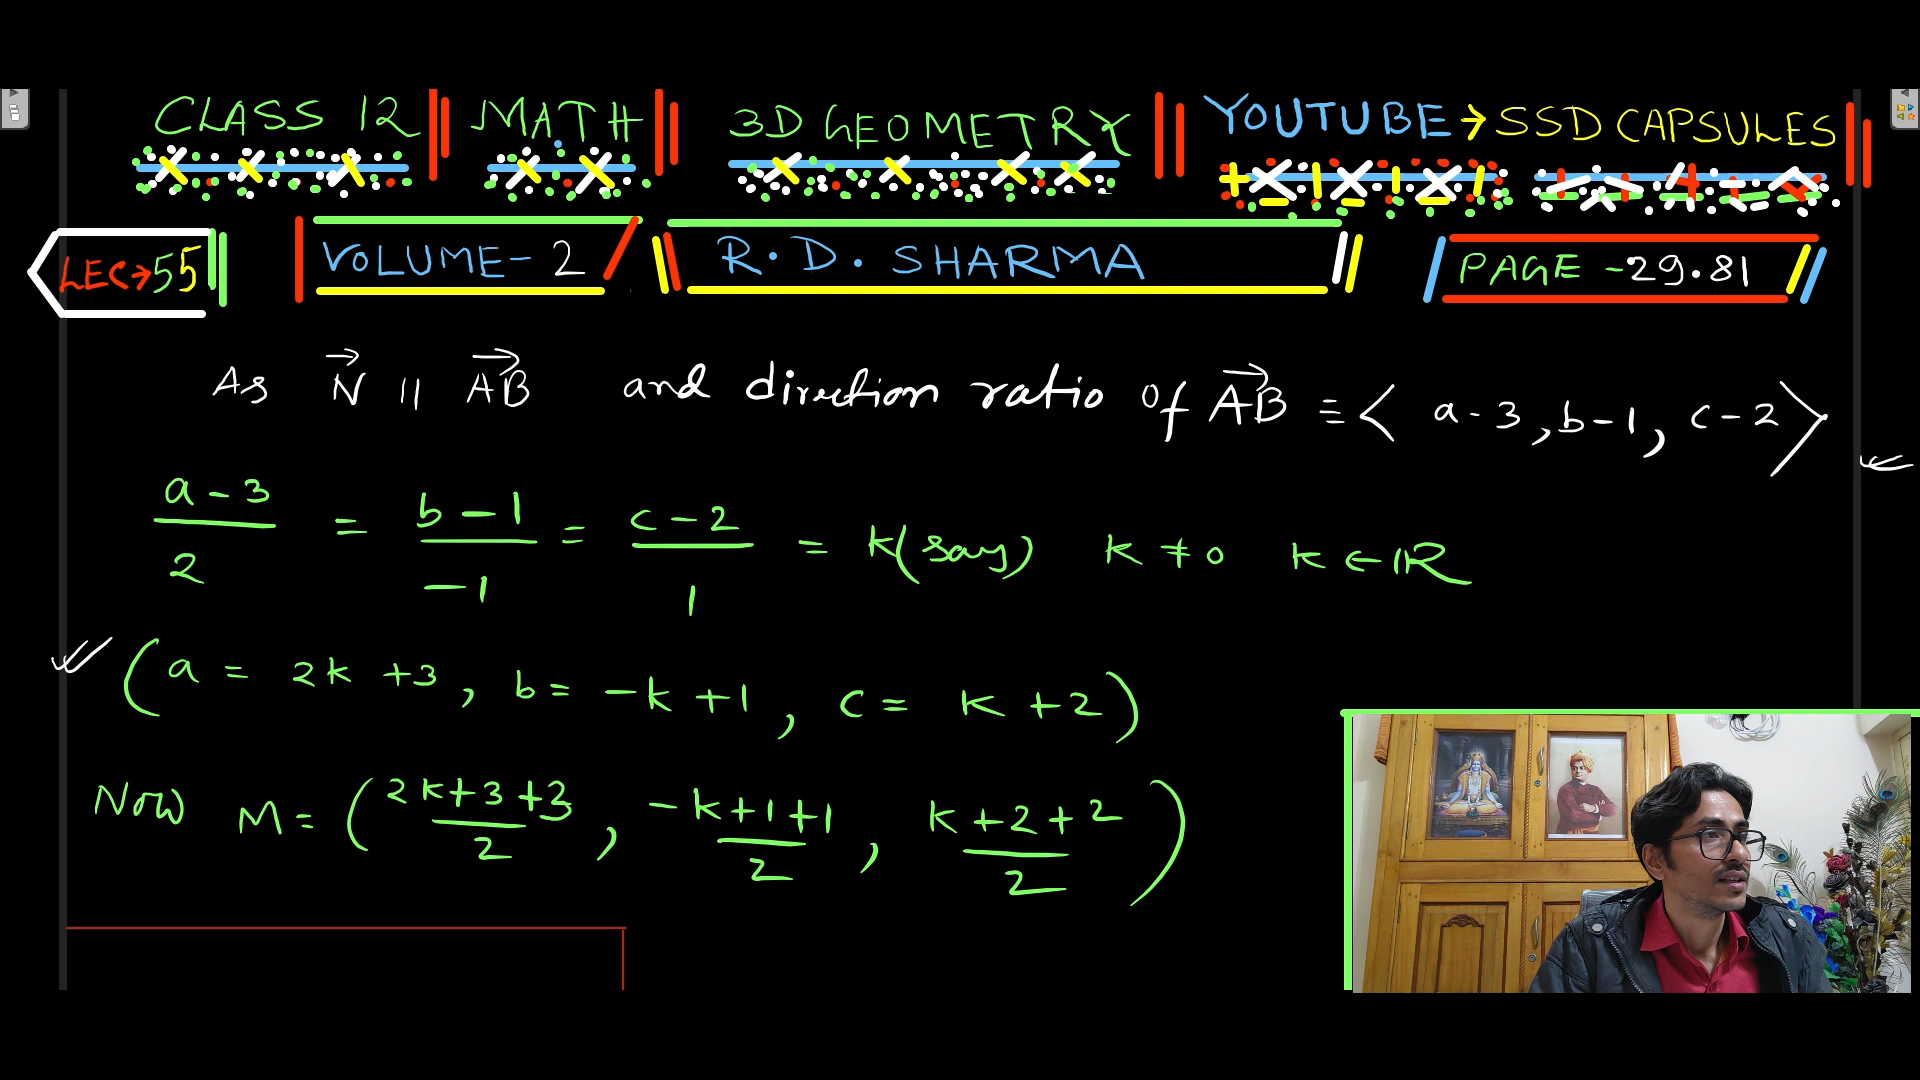 CLASS 12 MATH 3D GEOMETRY YOUTUBE → SSD CAPSULES
LEC→55 VOLUME-2 R.D. SHARMA PAGE -29.81
As N⃗ || AB⃗ and direction ratio of AB⃗ ≡ < a-3, b-1, c-2 >
(a-3)/2 = (b-1)/-1 = (c-2)/1 = k (say) k ≠ 0 k ∈ IR
(a = 2k+3, b = -k+1, c = k+2)
Now M = ( (2k+3+3)/2 , (-k+1+1)/2 , (k+2+2)/2 )